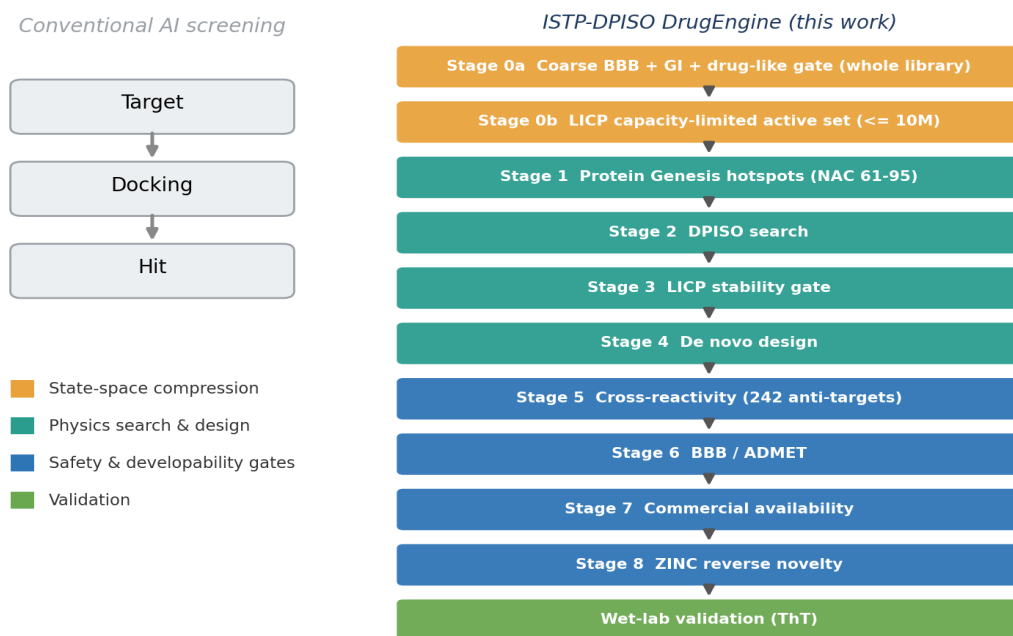 Conventional AI screening
Target
Docking
Hit
State-space compression
Physics search & design
Safety & developability gates
Validation
ISTP-DPISO DrugEngine (this work)
Stage 0a  Coarse BBB + GI + drug-like gate (whole library)
Stage 0b  LICP capacity-limited active set (<= 10M)
Stage 1  Protein Genesis hotspots (NAC 61-95)
Stage 2  DPISO search
Stage 3  LICP stability gate
Stage 4  De novo design
Stage 5  Cross-reactivity (242 anti-targets)
Stage 6  BBB / ADMET
Stage 7  Commercial availability
Stage 8  ZINC reverse novelty
Wet-lab validation (ThT)